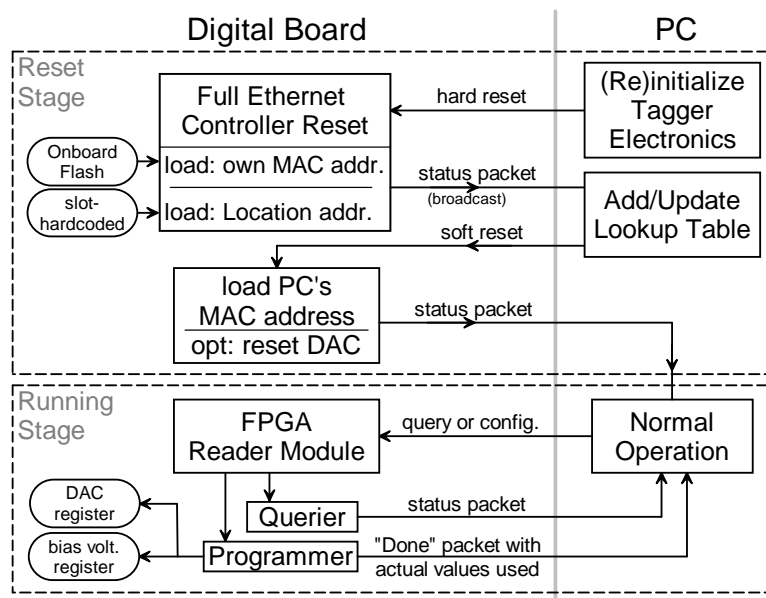 Digital Board
PC
Reset
Stage
Full Ethernet
Controller Reset
load: own MAC addr.
load: Location addr.
Onboard
Flash
slot-
hardcoded
hard reset
(Re)initialize
Tagger
Electronics
status packet
(broadcast)
Add/Update
Lookup Table
soft reset
load PC's
MAC address
opt: reset DAC
status packet
Running
Stage
FPGA
Reader Module
query or config.
Normal
Operation
DAC
register
bias volt.
register
Querier
status packet
Programmer
"Done" packet with
actual values used